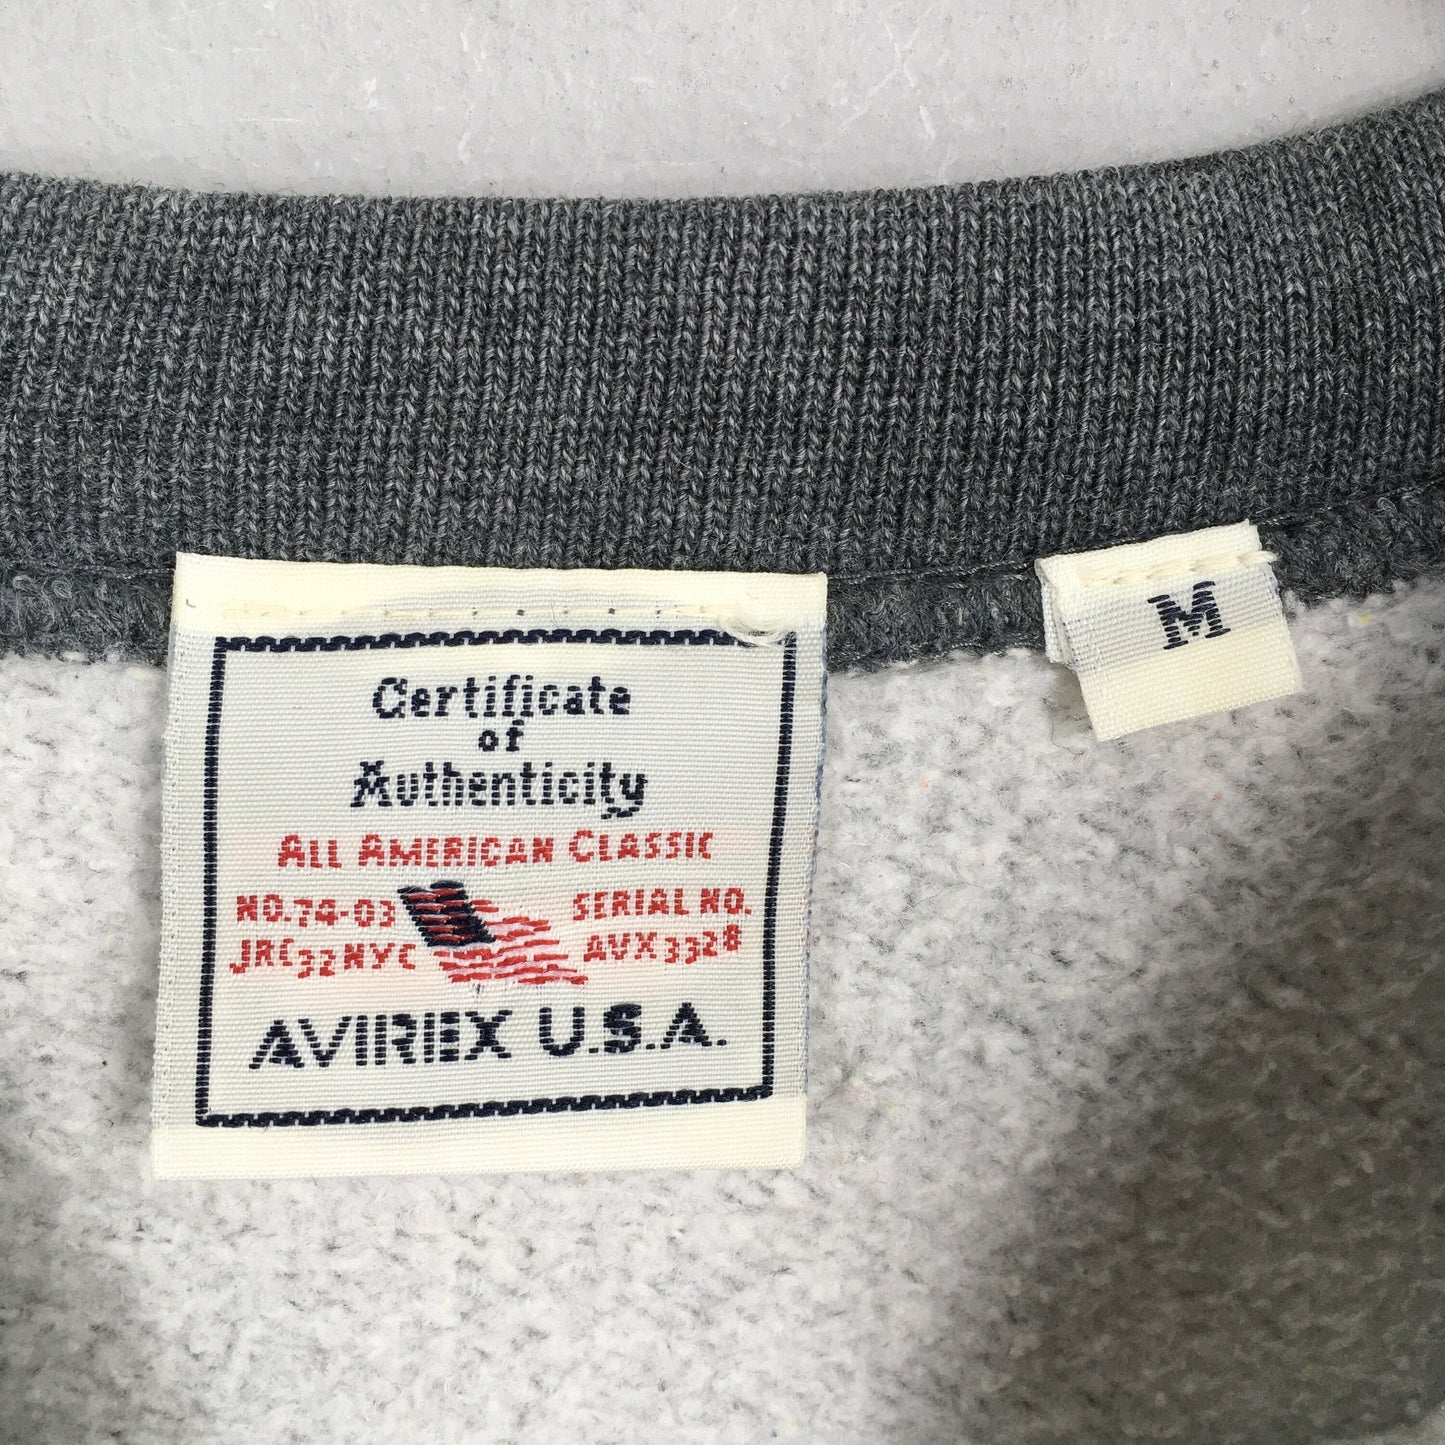 Certificate
of
Authenticity
ALL AMERICAN CLASSIC
NO.74-03 SERIAL NO.
JRC32NYC AVX3328
AVIREX U.S.A.
M